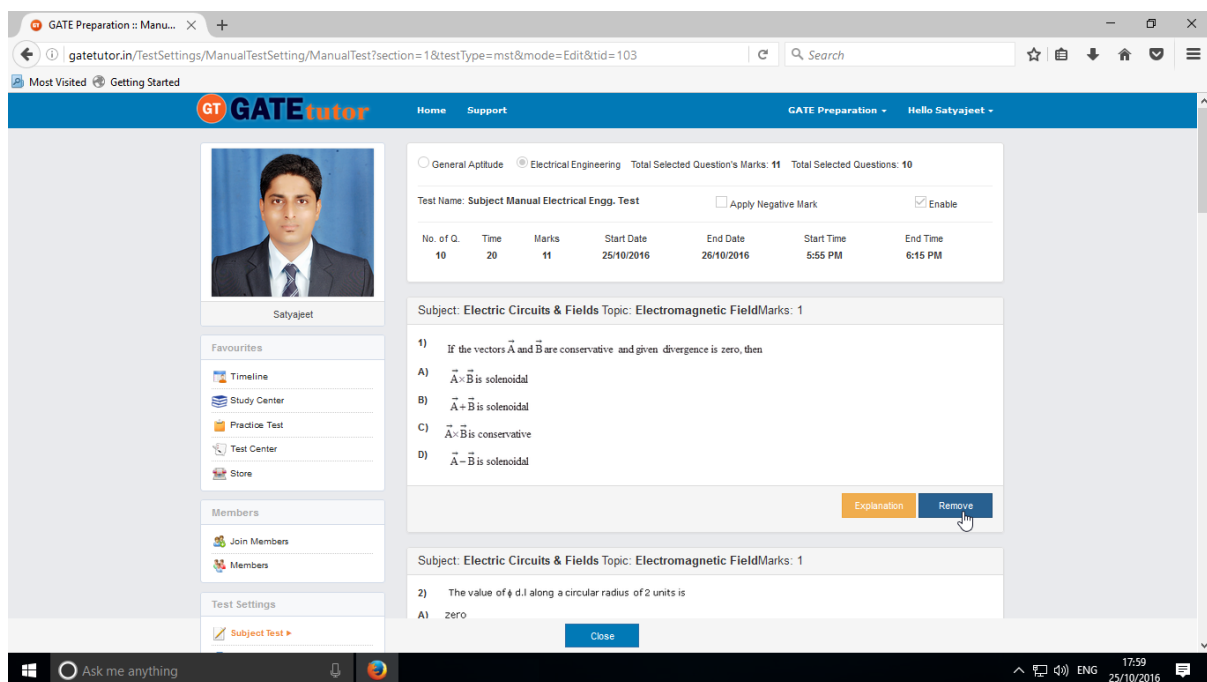 GATE Preparation :: Manu...
gatetutor.in/TestSettings/ManualTestSetting/ManualTest?section=1&testType=mst&mode=Edit&tid=103
Search
Most Visited Getting Started
GT GATEtutor Home Support GATE Preparation Hello Satyajeet
General Aptitude Electrical Engineering Total Selected Question's Marks: 11 Total Selected Questions: 10
Test Name: Subject Manual Electrical Engg. Test Apply Negative Mark Enable
No. of Q. Time Marks Start Date End Date Start Time End Time
10 20 11 25/10/2016 26/10/2016 5:55 PM 6:15 PM
Satyajeet
Favourites
Timeline
Study Center
Practice Test
Test Center
Store
Members
Join Members
Members
Test Settings
Subject Test
Subject: Electric Circuits & Fields Topic: Electromagnetic FieldMarks: 1
1) If the vectors A⃗ and B⃗ are conservative and given divergence is zero, then
A) A⃗×B⃗ is solenoidal
B) A⃗+B⃗ is solenoidal
C) A⃗×B⃗ is conservative
D) A⃗−B⃗ is solenoidal
Explanation Remove
Subject: Electric Circuits & Fields Topic: Electromagnetic FieldMarks: 1
2) The value of ∮ d.l along a circular radius of 2 units is
A) zero
Close
Ask me anything
ENG 17:59
25/10/2016